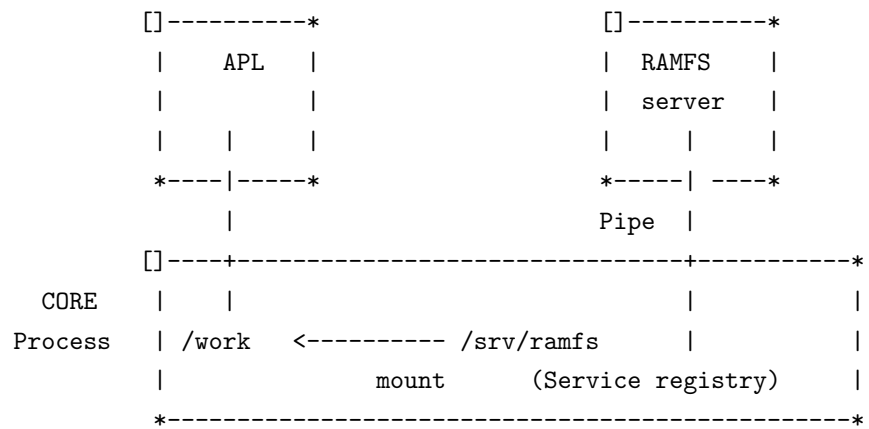 []----------*                     []----------*
|    APL   |                      |  RAMFS    |
|          |                      |  server   |
|    |     |                      |     |     |
*----|-----*                      *-----| ----*
|                            Pipe  |
[]----+---------------------------------+-----------*
CORE    |    |                                 |           |
Process  | /work   <---------- /srv/ramfs      |           |
|               mount      (Service registry)      |
*-------------------------------------------------*